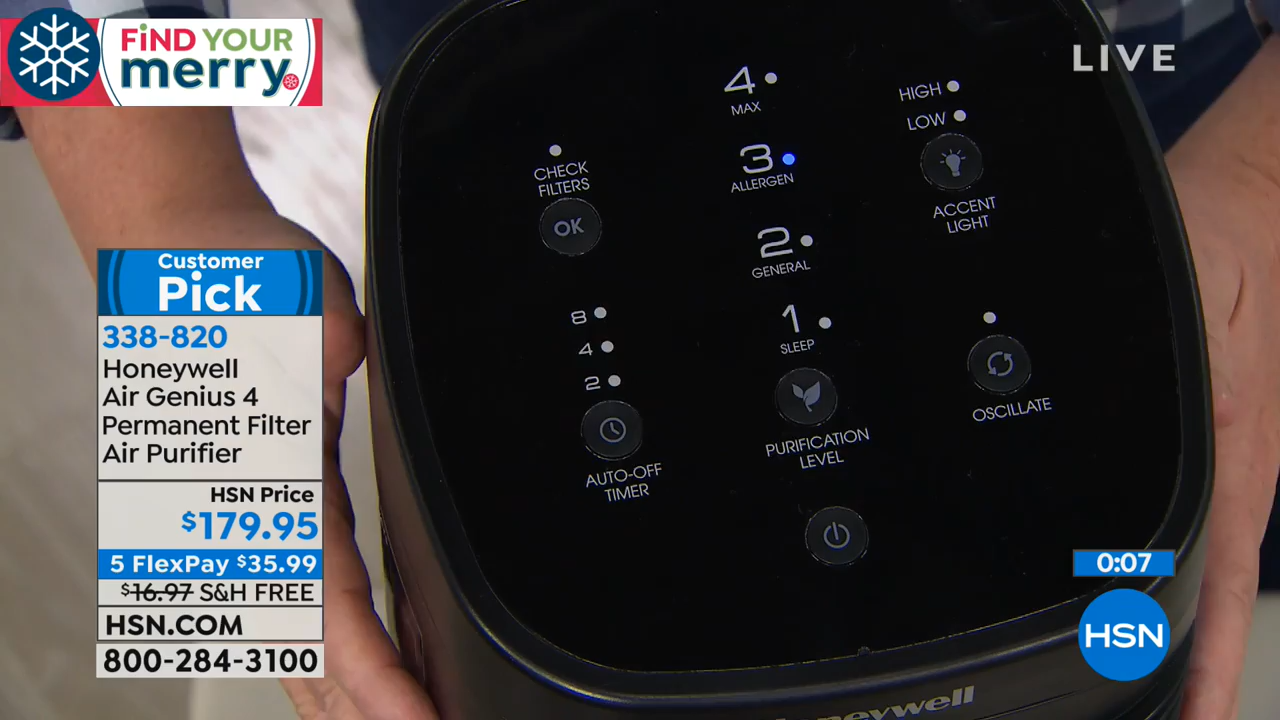 FiND YOUR
merry.
LIVE
Customer
Pick
338-820
Honeywell
Air Genius 4
Permanent Filter
Air Purifier
HSN Price
$179.95
5 FlexPay $35.99
$16.97 S&H FREE
HSN.COM
800-284-3100
4
MAX
3
ALLERGEN
2
GENERAL
1
SLEEP
PURIFICATION
LEVEL
CHECK
FILTERS
OK
8
4
2
AUTO-OFF
TIMER
HIGH
LOW
ACCENT
LIGHT
OSCILLATE
0:07
HSN
Honeywell